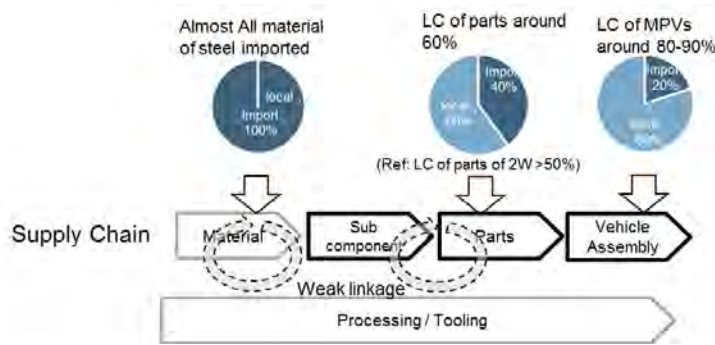 Almost All material
of steel imported
local
Import
100%
LC of parts around
60%
Import
40%
(Ref: LC of parts of 2W >50%)
LC of MPVs
around 80-90%
Import
20%
Supply Chain
Material
Sub
component
Parts
Vehicle
Assembly
Weak linkage
Processing / Tooling